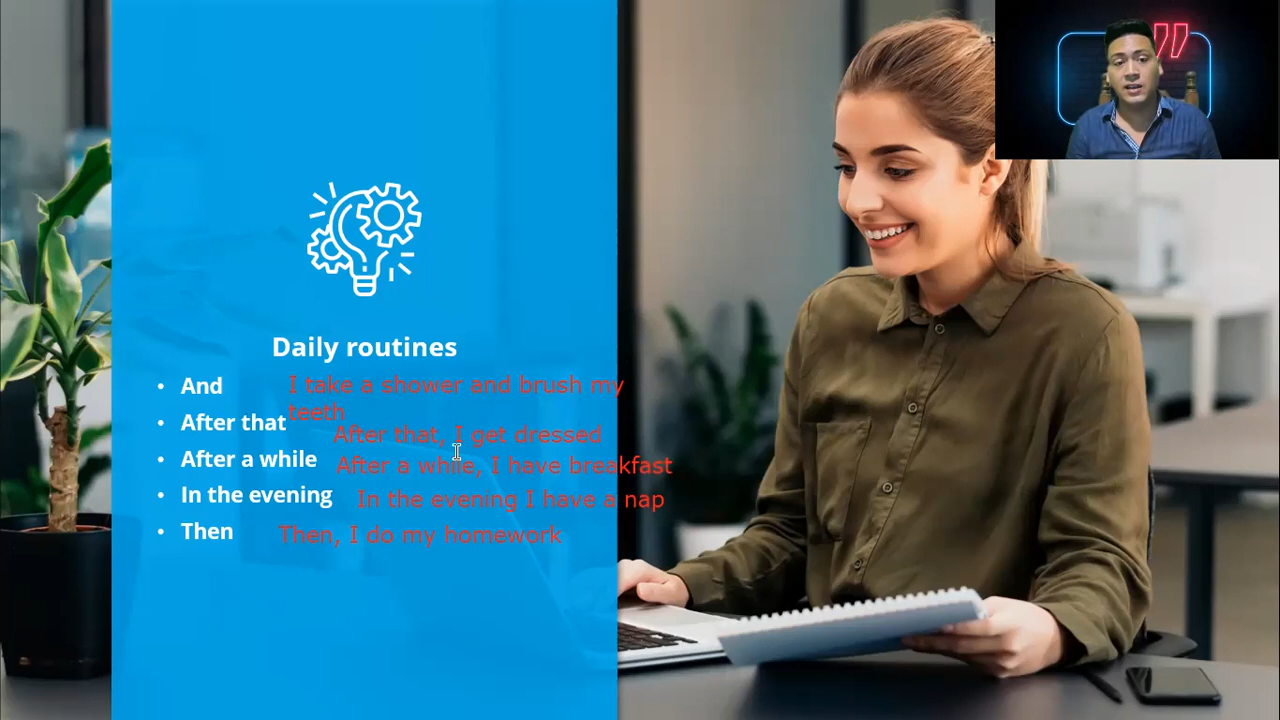 Daily routines
• And I take a shower and brush my
teeth
• After that After that, I get dressed
• After a while After a while, I have breakfast
• In the evening In the evening I have a nap
• Then Then, I do my homework